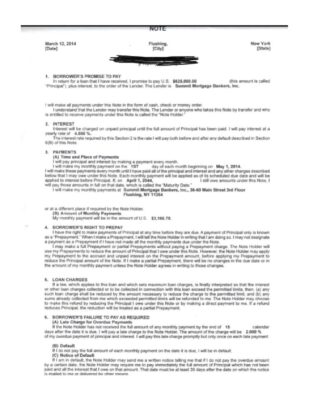 NOTE
March 12, 2014 Flushing, New York
[Date] [City] [State]
1. BORROWER'S PROMISE TO PAY
In return for a loan that I have received, I promise to pay U.S. $625,000.00 (this amount is called
"Principal"), plus interest, to the order of the Lender. The Lender is Summit Mortgage Bankers, Inc.
I will make all payments under this Note in the form of cash, check or money order.
I understand that the Lender may transfer this Note. The Lender or anyone who takes this Note by transfer and who
is entitled to receive payments under this Note is called the "Note Holder."
2. INTEREST
Interest will be charged on unpaid principal until the full amount of Principal has been paid. I will pay interest at a
yearly rate of %.
The interest rate required by this Section 2 is the rate I will pay both before and after any default described in Section
6(B) of this Note.
3. PAYMENTS
(A) Time and Place of Payments
I will pay principal and interest by making a payment every month.
I will make my monthly payment on the 1ST day of each month beginning on May 1, 2014.
I will make these payments every month until I have paid all of the principal and interest and any other charges described
below that I may owe under this Note. Each monthly payment will be applied as of its scheduled due date and will be
applied to interest before Principal. If, on April 1, 2044, I still owe amounts under this Note, I
will pay those amounts in full on that date, which is called the "Maturity Date."
I will make my monthly payments at Summit Mortgage Bankers, Inc., Main Street 3rd Floor
Flushing, NY 11354
or at a different place if required by the Note Holder.
(B) Amount of Monthly Payments
My monthly payment will be in the amount of U.S.
4. BORROWER'S RIGHT TO PREPAY
I have the right to make payments of Principal at any time before they are due. A payment of Principal only is known
as a "Prepayment." When I make a Prepayment, I will tell the Note Holder in writing that I am doing so. I may not designate
a payment as a Prepayment if I have not made all the monthly payments due under the Note.
I may make a full Prepayment or partial Prepayments without paying a Prepayment charge. The Note Holder will
use my Prepayments to reduce the amount of Principal that I owe under this Note. However, the Note Holder may apply
my Prepayment to the accrued and unpaid interest on the Prepayment amount, before applying my Prepayment to
reduce the Principal amount of the Note. If I make a partial Prepayment, there will be no changes in the due date or in
the amount of my monthly payment unless the Note Holder agrees in writing to those changes.
5. LOAN CHARGES
If a law, which applies to this loan and which sets maximum loan charges, is finally interpreted so that the interest
or other loan charges collected or to be collected in connection with this loan exceed the permitted limits, then: (a) any
such loan charge shall be reduced by the amount necessary to reduce the charge to the permitted limit; and (b) any
sums already collected from me which exceeded permitted limits will be refunded to me. The Note Holder may choose
to make this refund by reducing the Principal I owe under this Note or by making a direct payment to me. If a refund
reduces Principal, the reduction will be treated as a partial Prepayment.
6. BORROWER'S FAILURE TO PAY AS REQUIRED
(A) Late Charge for Overdue Payments
If the Note Holder has not received the full amount of any monthly payment by the end of 15 calendar
days after the date it is due, I will pay a late charge to the Note Holder. The amount of the charge will be 2.000 %
of my overdue payment of principal and interest. I will pay this late charge promptly but only once on each late payment.
(B) Default
If I do not pay the full amount of each monthly payment on the date it is due, I will be in default.
(C) Notice of Default
If I am in default, the Note Holder may send me a written notice telling me that if I do not pay the overdue amount
by a certain date, the Note Holder may require me to pay immediately the full amount of Principal which has not been
paid and all the interest that I owe on that amount. That date must be at least 30 days after the date on which the notice
is mailed to me or delivered by other means.